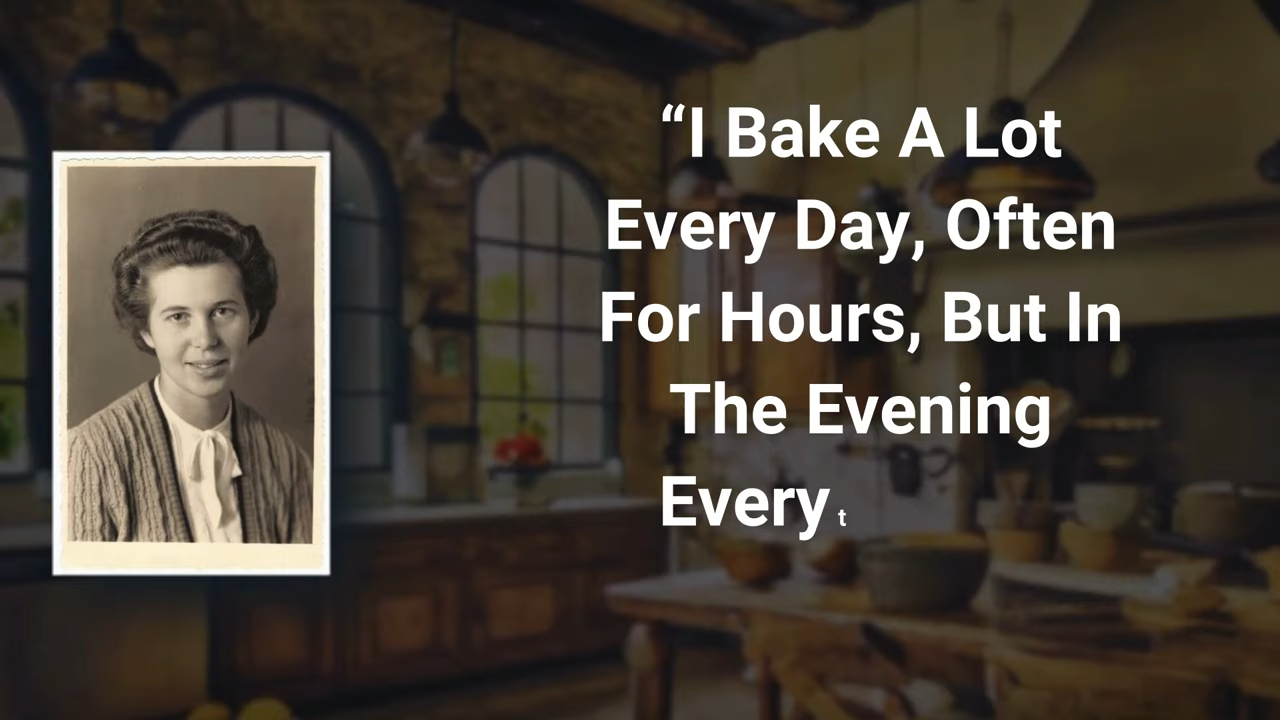 “I Bake A Lot
Every Day, Often
For Hours, But In
The Evening
Every t